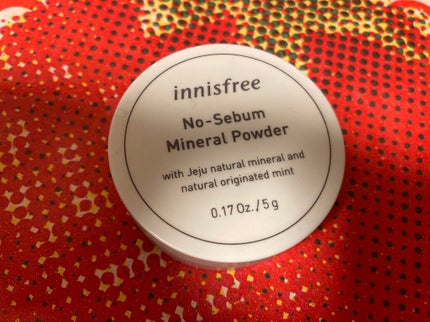 innisfree
No-Sebum
Mineral Powder
with Jeju natural mineral and
natural originated mint
0.17 Oz./5g